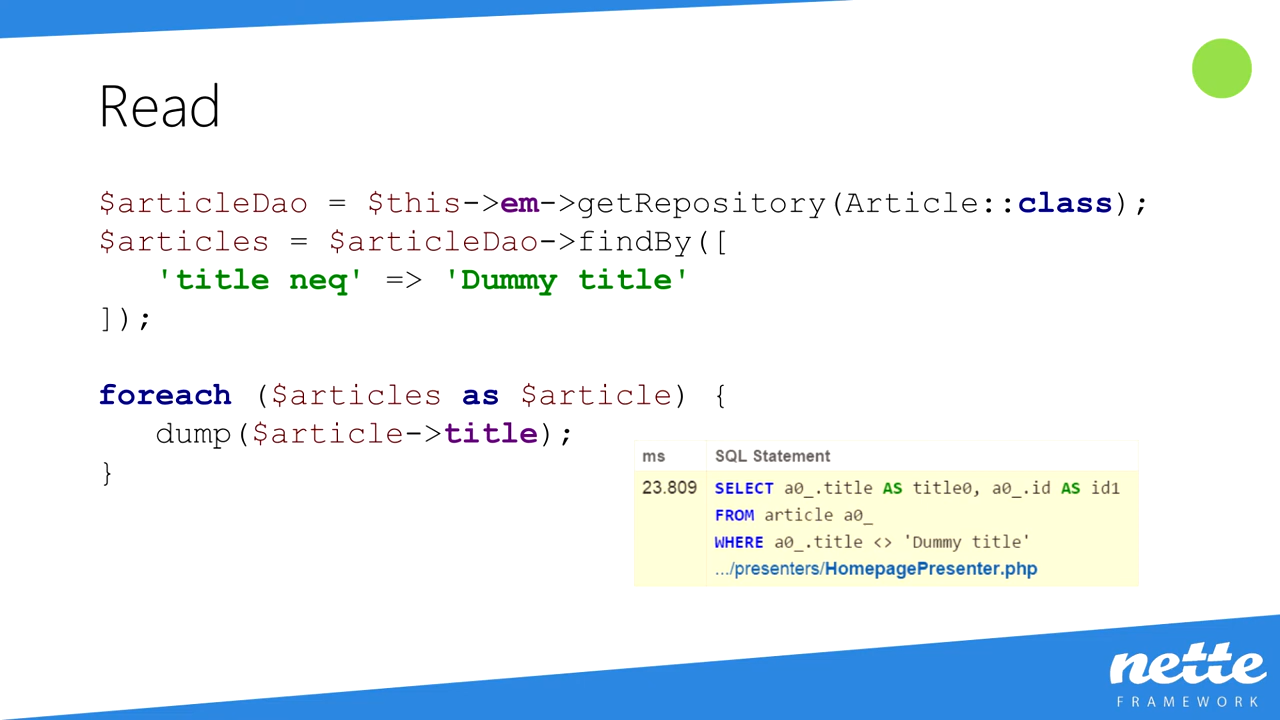 Read
$articleDao = $this->em->getRepository(Article::class);
$articles = $articleDao->findBy([
   'title neq' => 'Dummy title'
]);
foreach ($articles as $article) {
   dump($article->title);
}
ms SQL Statement
23.809 SELECT a0_.title AS title0, a0_.id AS id1
FROM article a0_
WHERE a0_.title <> 'Dummy title'
.../presenters/HomepagePresenter.php
nette
FRAMEWORK